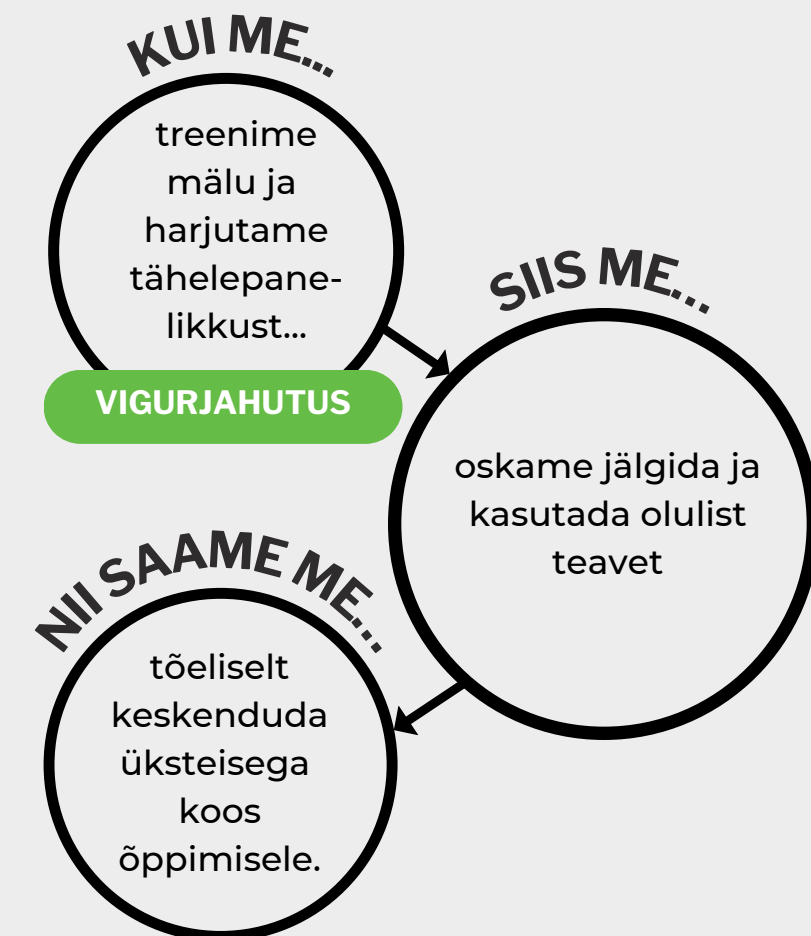 KUI ME...
treenime
mälu ja
harjutame
tähelepane-
likkust...
VIGURJAHUTUS
SIIS ME...
oskame jälgida ja
kasutada olulist
teavet
NII SAAME ME...
tõeliselt
keskenduda
üksteisega
koos
õppimisele.